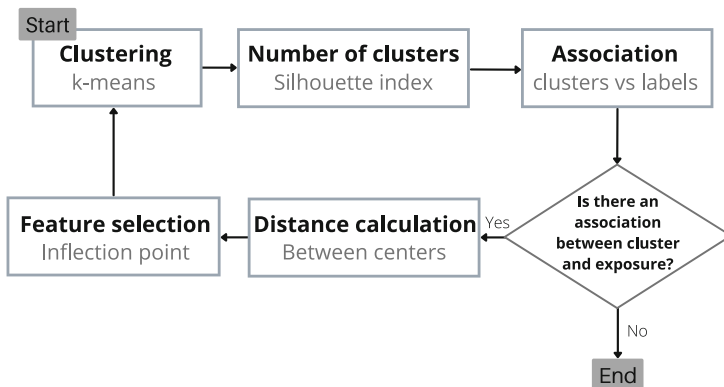 Start
Clustering
k-means
Number of clusters
Silhouette index
Association
clusters vs labels
Is there an
association
between cluster
and exposure?
Yes
Distance calculation
Between centers
Feature selection
Inflection point
No
End